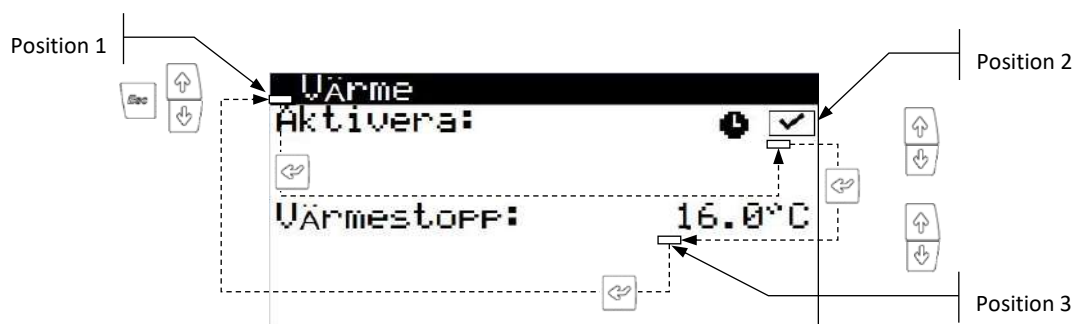 Position 1
Position 2
Esc
Värme
Aktivera:
Värmestopp: 16.0°C
Position 3